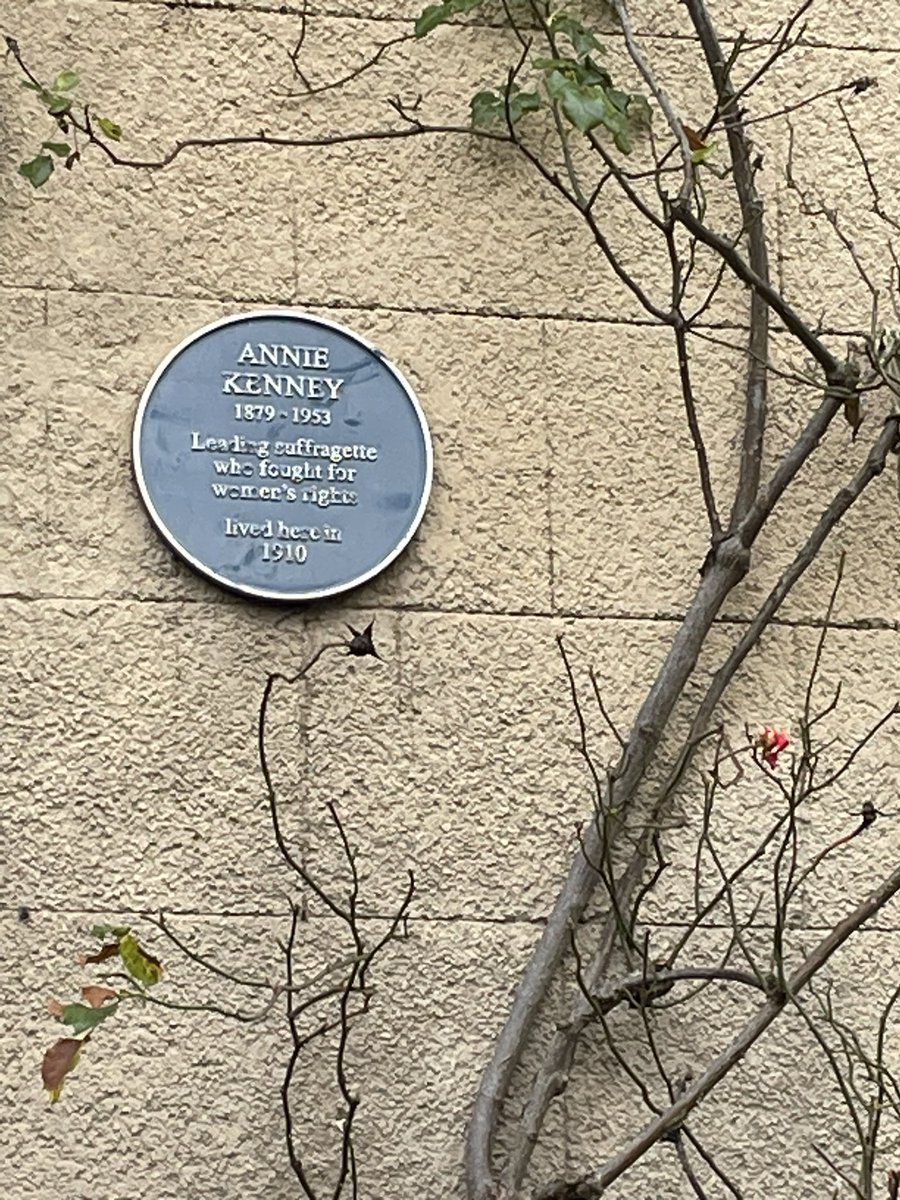 ANNIE
KENNEY
1879 - 1953
Leading suffragette
who fought for
women's rights
lived here in
1910